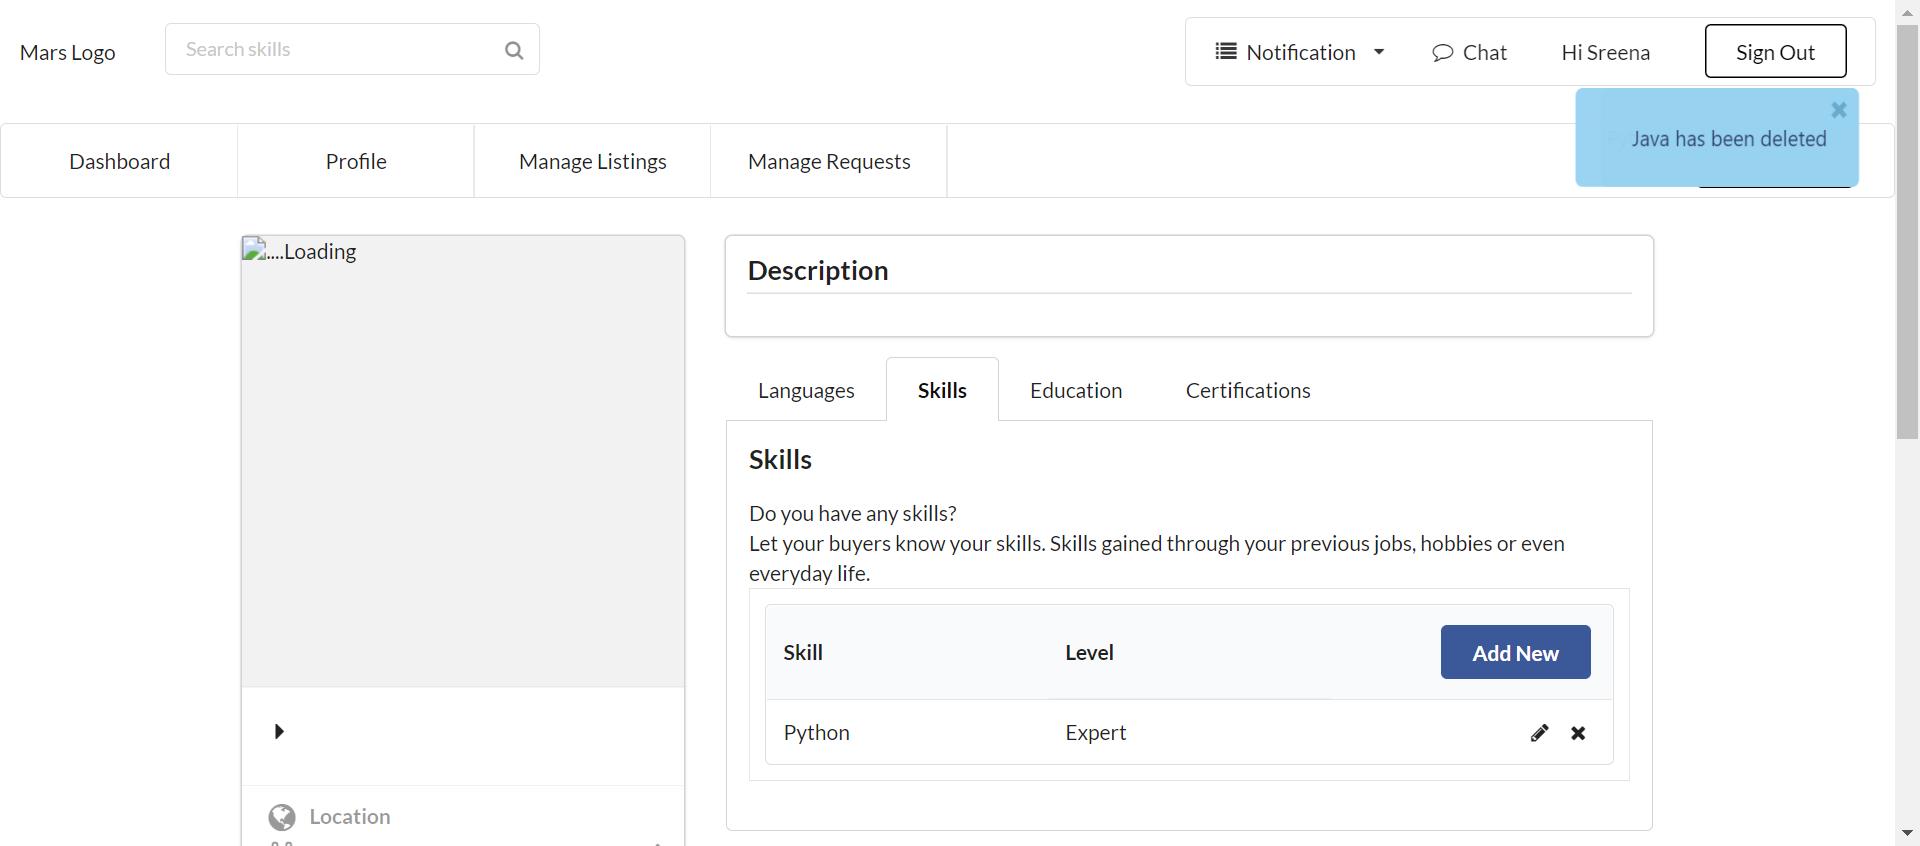 Mars Logo
Search skills
Notification
Chat
Hi Sreena
Sign Out
Java has been deleted
Dashboard
Profile
Manage Listings
Manage Requests
....Loading
Description
Languages
Skills
Education
Certifications
Skills
Do you have any skills?
Let your buyers know your skills. Skills gained through your previous jobs, hobbies or even
everyday life.
Skill
Level
Add New
Python
Expert
Location